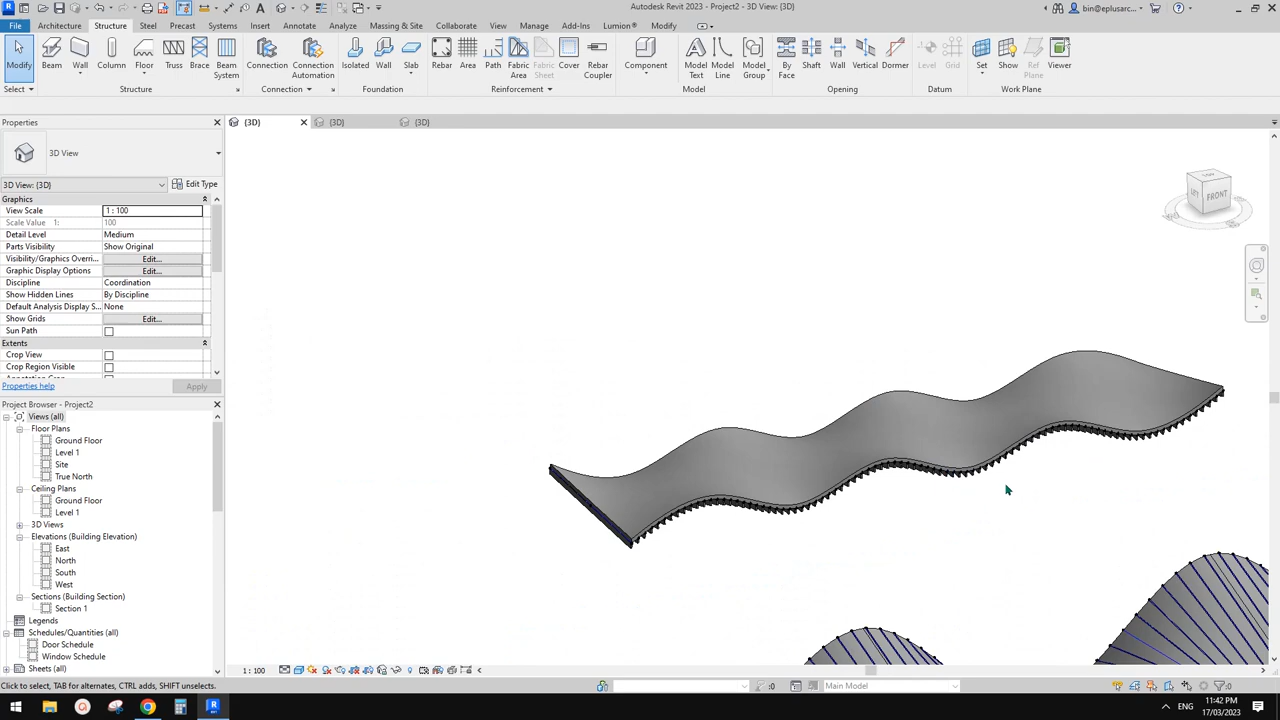 Autodesk Revit 2023 - Project2 - 3D View: {3D}
bin@eplusarc...
File Architecture Structure Steel Precast Systems Insert Annotate Analyze Massing & Site Collaborate View Manage Add-Ins Lumion® Modify
Modify Beam Wall Column Floor Truss Brace Beam System Connection Connection Automation Isolated Wall Slab Rebar Area Path Fabric Area Fabric Sheet Cover Rebar Coupler Component Model Text Model Line Model Group By Face Shaft Wall Vertical Dormer Level Grid Set Show Ref Plane Viewer
Select Structure Connection Foundation Reinforcement Model Opening Datum Work Plane
Properties
{3D} {3D} {3D}
3D View
3D View: {3D} Edit Type
Graphics
View Scale 1 : 100
Scale Value 1: 100
Detail Level Medium
Parts Visibility Show Original
Visibility/Graphics Overri... Edit...
Graphic Display Options Edit...
Discipline Coordination
Show Hidden Lines By Discipline
Default Analysis Display S... None
Show Grids Edit...
Sun Path
Extents
Crop View
Crop Region Visible
Properties help Apply
Project Browser - Project2
Views (all)
Floor Plans
Ground Floor
Level 1
Site
True North
Ceiling Plans
Ground Floor
Level 1
3D Views
Elevations (Building Elevation)
East
North
South
West
Sections (Building Section)
Section 1
Legends
Schedules/Quantities (all)
Door Schedule
Window Schedule
Sheets (all)
LEFT FRONT
1 : 100
Click to select, TAB for alternates, CTRL adds, SHIFT unselects.
:0 Main Model :0
ENG 11:42 PM
17/03/2023